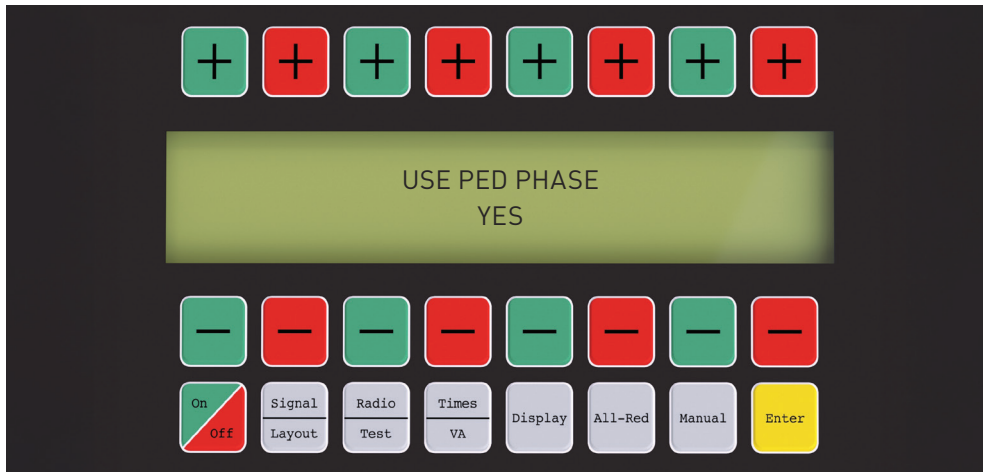 + + + + + + + +
USE PED PHASE
YES
− − − − − − − −
On Off
Signal Layout
Radio Test
Times VA
Display
All-Red
Manual
Enter